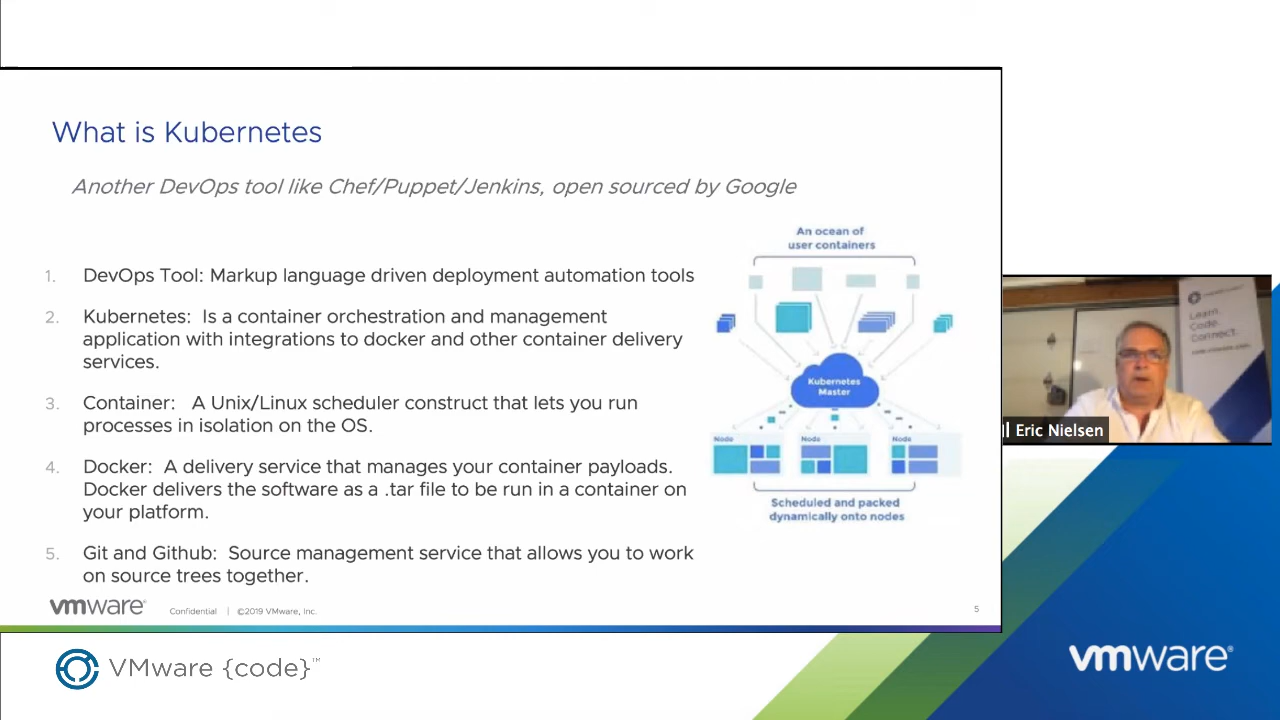 What is Kubernetes
Another DevOps tool like Chef/Puppet/Jenkins, open sourced by Google
1. DevOps Tool: Markup language driven deployment automation tools
2. Kubernetes: Is a container orchestration and management
application with integrations to docker and other container delivery
services.
3. Container: A Unix/Linux scheduler construct that lets you run
processes in isolation on the OS.
4. Docker: A delivery service that manages your container payloads.
Docker delivers the software as a .tar file to be run in a container on
your platform.
5. Git and Github: Source management service that allows you to work
on source trees together.
An ocean of
user containers
Kubernetes
Master
Node
Node
Node
Scheduled and packed
dynamically onto nodes
vmware® Confidential | ©2019 VMware, Inc.
5
Learn.
Code.
Connect.
Eric Nielsen
VMware {code}™
vmware®